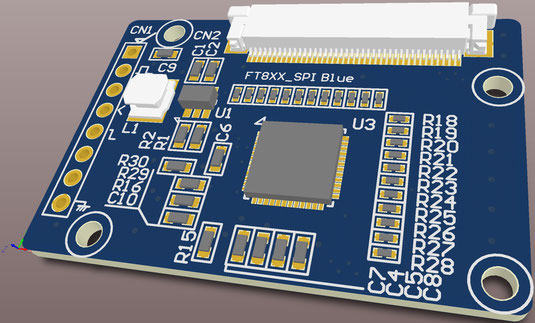 CN1
CN2
C1
C2
C9
FT8XX_SPI Blue
L1
U1
U3
R2
R1
C6
R30
R29
R16
C10
R15
R18
R19
R20
R21
R22
R23
R24
R25
R26
R27
R28
C7
C4
C5
C8